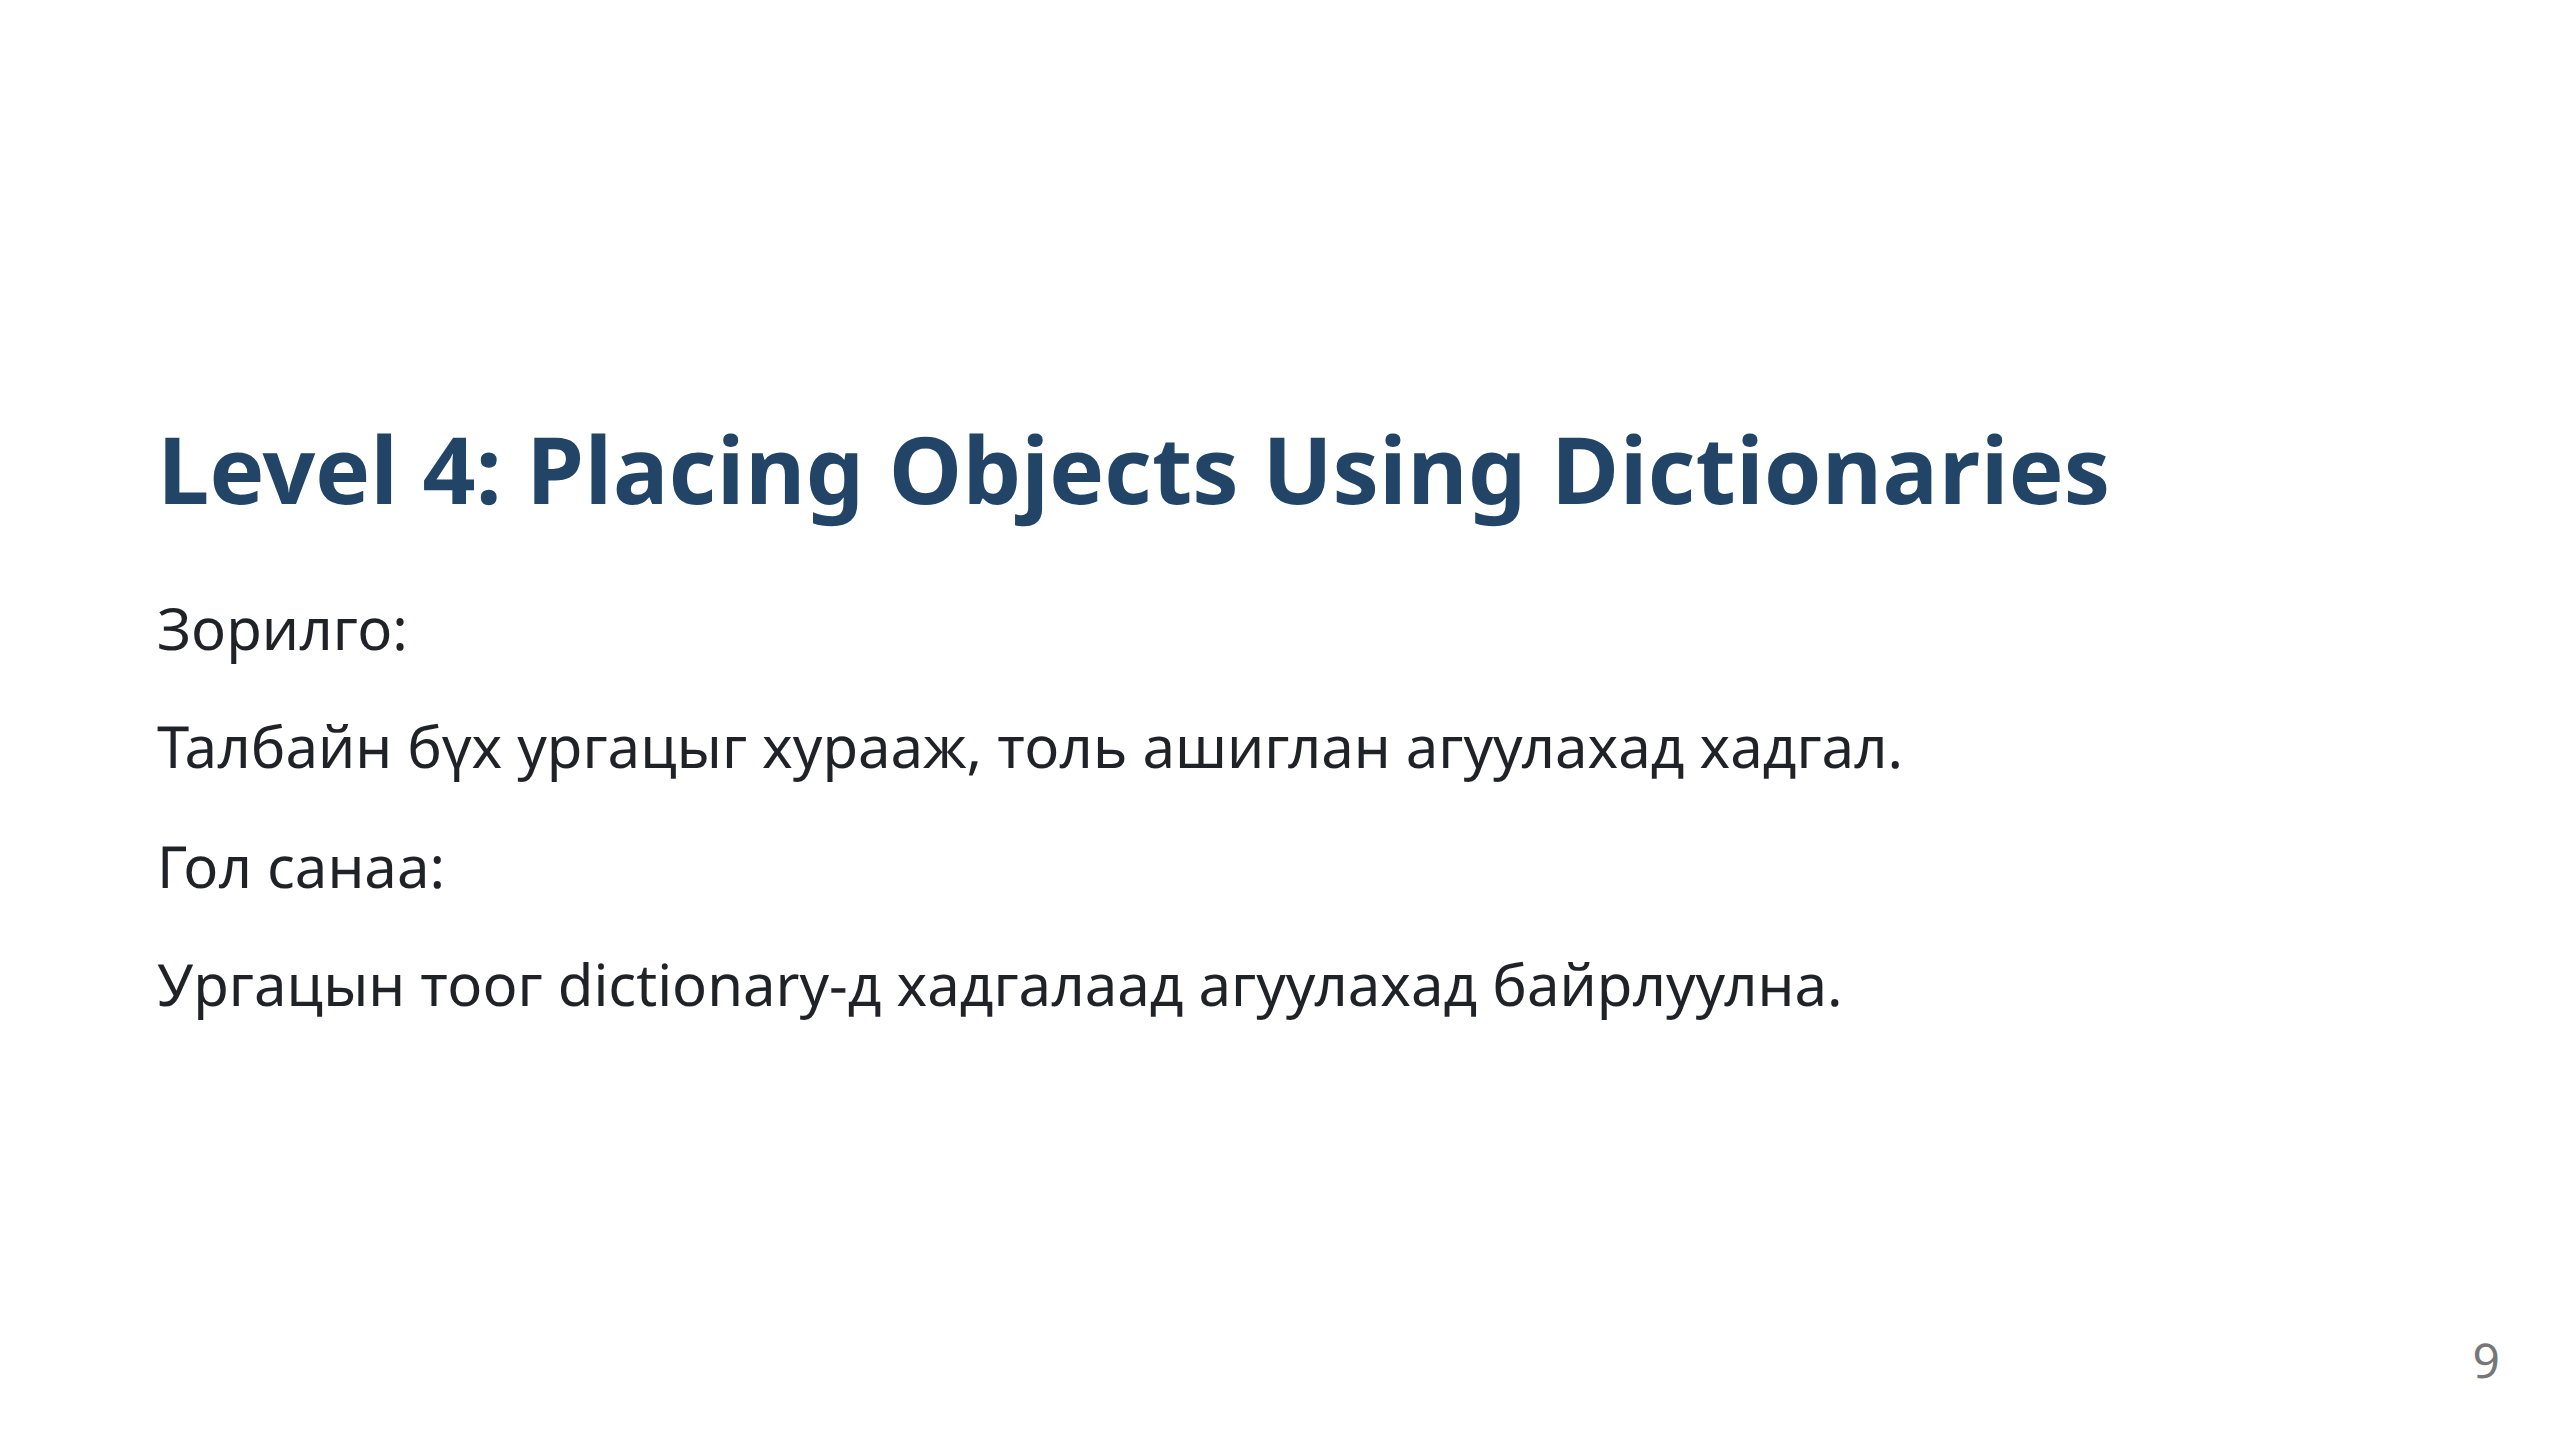 Level 4: Placing Objects Using Dictionaries
Зорилго:
Талбайн бүх ургацыг хурааж, толь ашиглан агуулахад хадгал.
Гол санаа:
Ургацын тоог dictionary-д хадгалаад агуулахад байрлуулна.
9